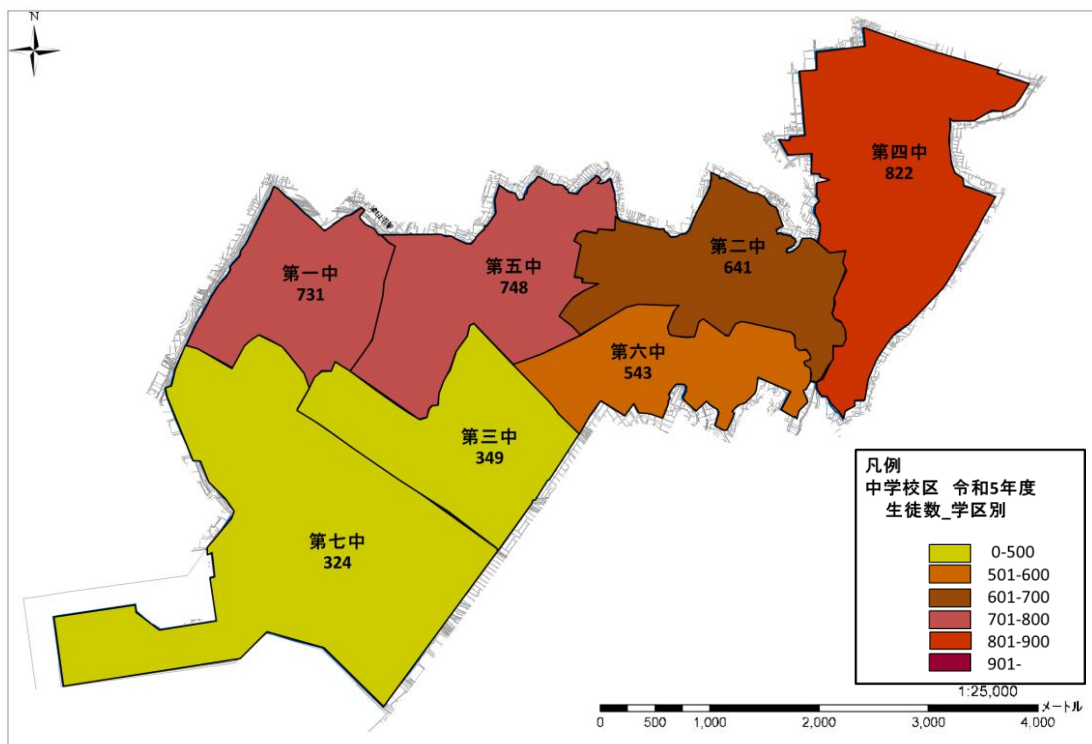 N
第四中
822
第二中
641
第五中
748
第一中
731
第六中
543
第三中
349
第七中
324
凡例
中学校区 令和5年度
生徒数_学区別
0-500
501-600
601-700
701-800
801-900
901-
1:25,000
メートル
0 500 1,000 2,000 3,000 4,000